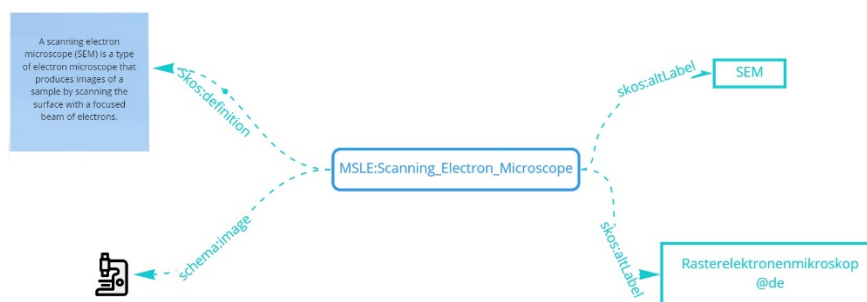 A scanning electron
microscope (SEM) is a type
of electron microscope that
produces images of a
sample by scanning the
surface with a focused
beam of electrons.
Skos:definition
skos:altLabel
SEM
MSLE:Scanning_Electron_Microscope
schema:image
skos:altLabel
Rasterelektronenmikroskop
@de